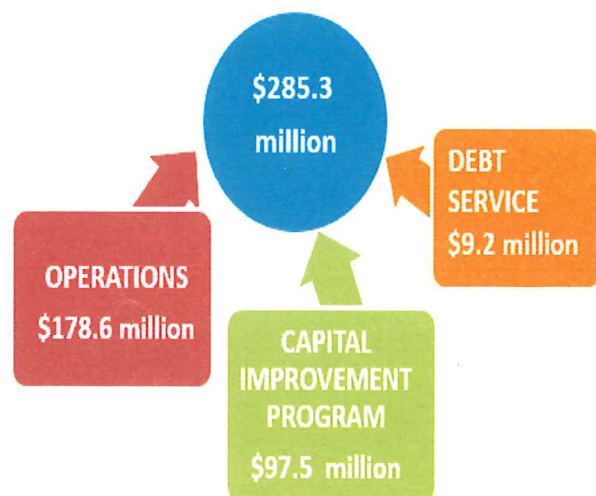 $285.3
million
DEBT
SERVICE
$9.2 million
OPERATIONS
$178.6 million
CAPITAL
IMPROVEMENT
PROGRAM
$97.5 million